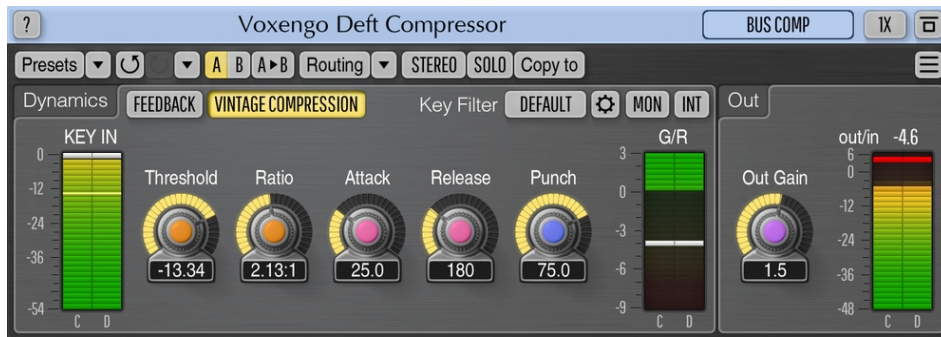 ? Voxengo Deft Compressor BUS COMP 1X
Presets A B A▸B Routing STEREO SOLO Copy to
Dynamics FEEDBACK VINTAGE COMPRESSION Key Filter DEFAULT MON INT Out
KEY IN G/R out/in -4.6
Threshold Ratio Attack Release Punch Out Gain
-13.34 2.13:1 25.0 180 75.0 1.5
0
-12
-24
-36
-54
C D
3
0
-3
-6
-9
C D
6
0
-12
-24
-36
-48
C D